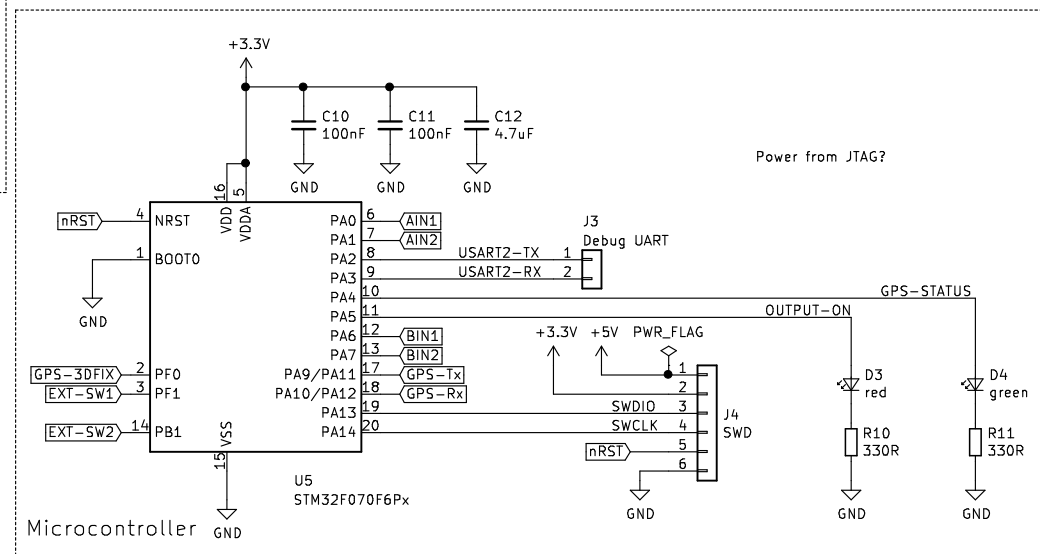 +3.3V
C10
100nF
C11
100nF
C12
4.7uF
GND
GND
GND
Power from JTAG?
16
5
VDD
VDDA
nRST
4
NRST
1
BOOT0
GND
GPS-3DFIX
2
PF0
EXT-SW1
3
PF1
EXT-SW2
14
PB1
15
VSS
GND
PA0
6
AIN1
PA1
7
AIN2
PA2
8
USART2-TX
PA3
9
USART2-RX
J3
Debug UART
1
2
PA4
10
GPS-STATUS
PA5
11
OUTPUT-ON
PA6
12
BIN1
PA7
13
BIN2
PA9/PA11
17
GPS-Tx
PA10/PA12
18
GPS-Rx
PA13
19
SWDIO
PA14
20
SWCLK
U5
STM32F070F6Px
+3.3V
+5V
PWR_FLAG
1
2
3
4
5
6
J4
SWD
nRST
GND
D3
red
R10
330R
GND
D4
green
R11
330R
GND
Microcontroller